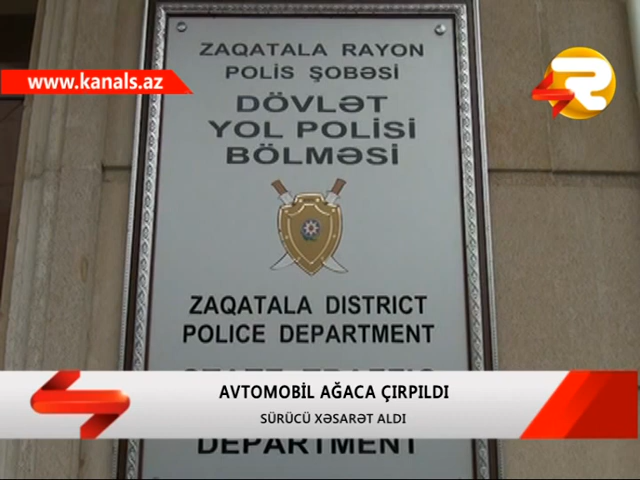 ZAQATALA RAYON
POLİS ŞOBƏSİ
www.kanals.az
DÖVLƏT
YOL POLİSİ
BÖLMƏSİ
ZAQATALA DISTRICT
POLICE DEPARTMENT
AVTOMOBİL AĞACA ÇIRPILDI
SÜRÜCÜ XƏSARƏT ALDI
DEPARTMENT